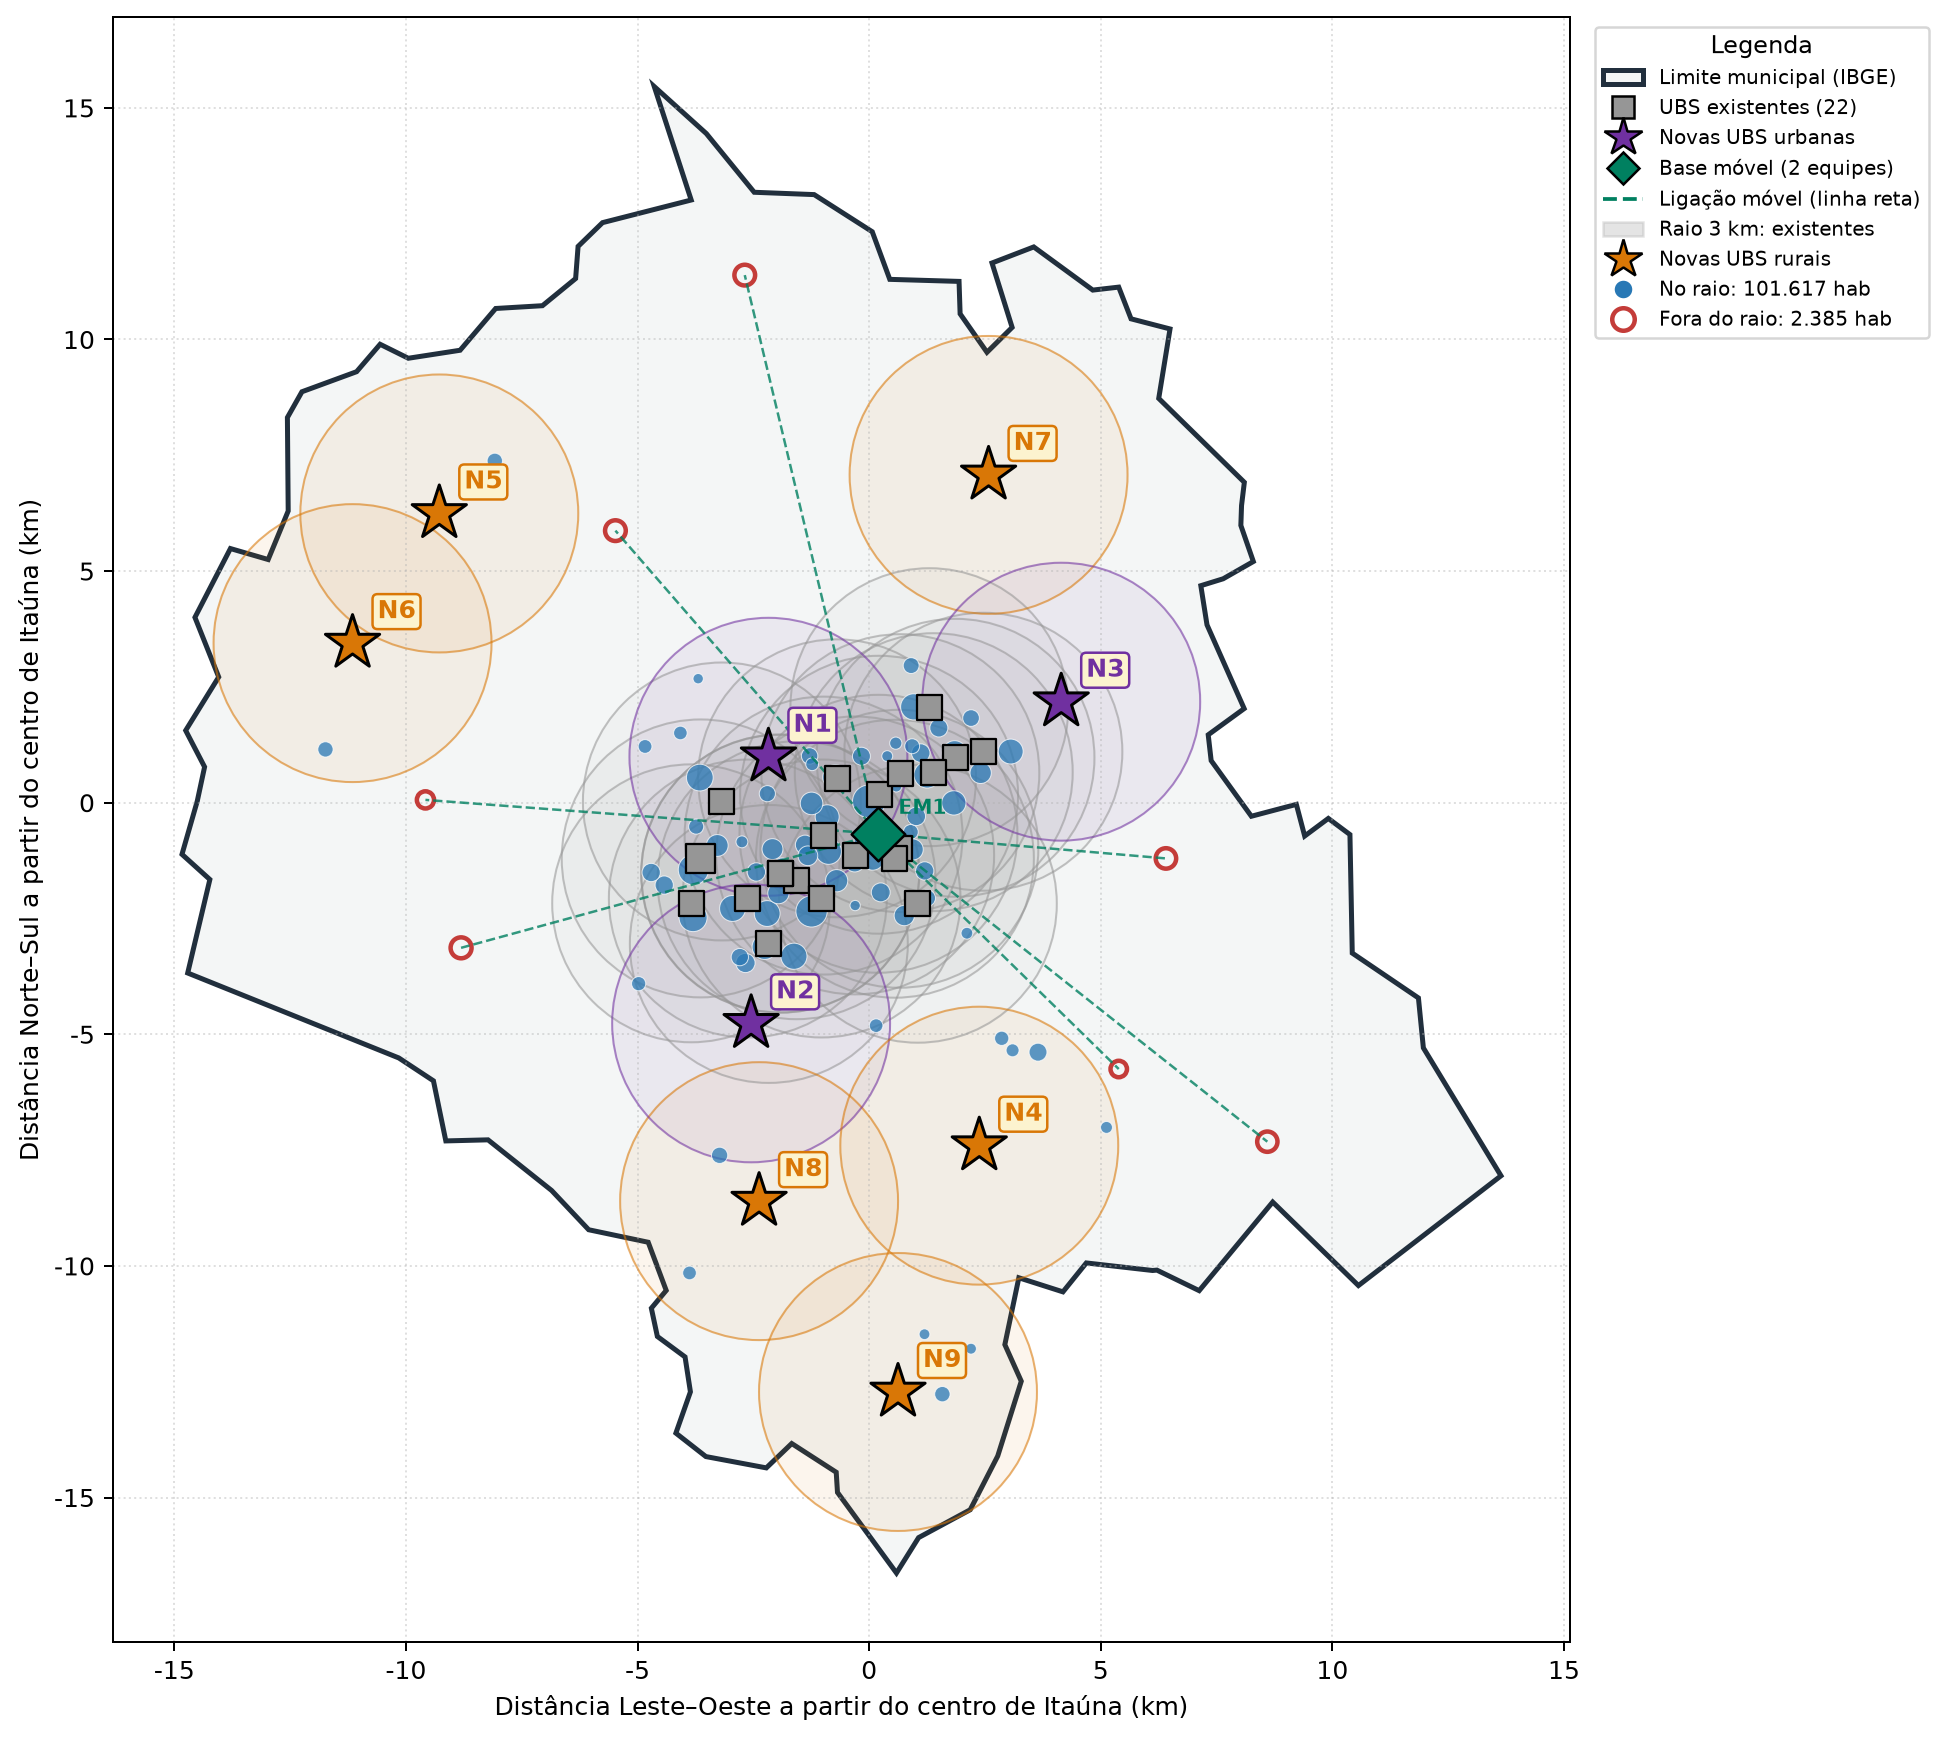 Legenda
Limite municipal (IBGE)
UBS existentes (22)
Novas UBS urbanas
Base móvel (2 equipes)
Ligação móvel (linha reta)
Raio 3 km: existentes
Novas UBS rurais
No raio: 101.617 hab
Fora do raio: 2.385 hab
15
10
5
0
-5
-10
-15
Distância Norte–Sul a partir do centro de Itaúna (km)
N7
N5
N6
N3
N1
EM1
N2
N4
N8
N9
-15
-10
-5
0
5
10
15
Distância Leste–Oeste a partir do centro de Itaúna (km)